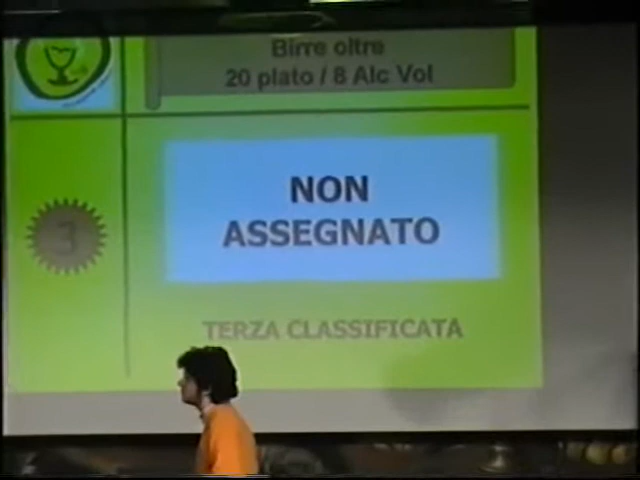 Birre oltre
20 plato / 8 Alc Vol
NON
ASSEGNATO
3
TERZA CLASSIFICATA